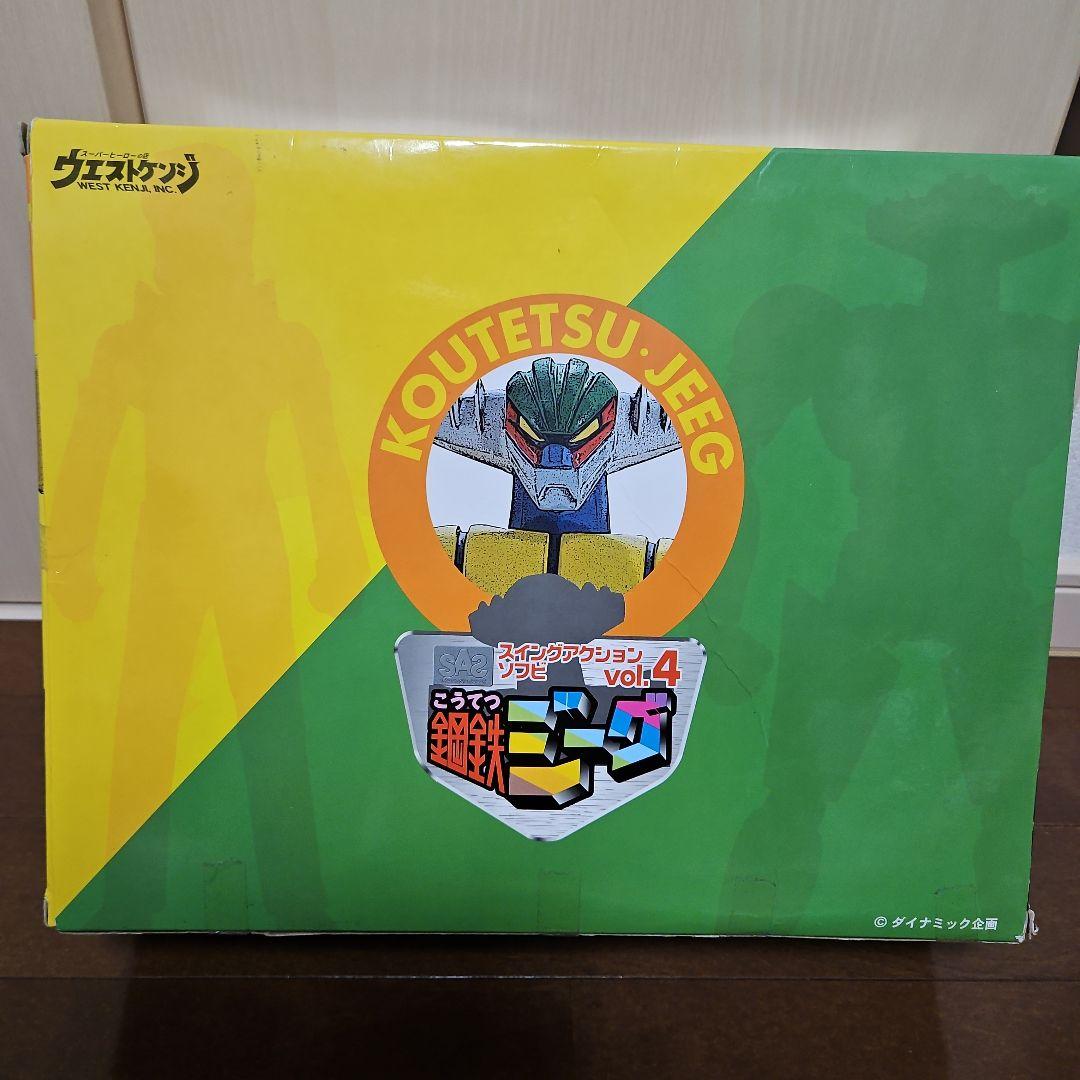 スーパーヒーローの店
ウエストケンジ
WEST KENJI, INC.
KOUTETSU・JEEG
SAS
スイングアクション
ソフビ vol.4
こうてつ
鋼鉄ジーグ
© ダイナミック企画